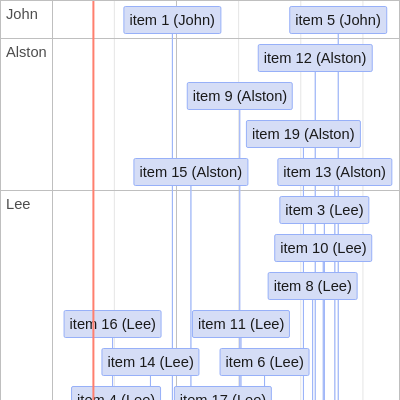 John
item 1 (John)
item 5 (John)
Alston
item 12 (Alston)
item 9 (Alston)
item 19 (Alston)
item 15 (Alston)
item 13 (Alston)
Lee
item 3 (Lee)
item 10 (Lee)
item 8 (Lee)
item 16 (Lee)
item 11 (Lee)
item 14 (Lee)
item 6 (Lee)
item 4 (Lee)
item 17 (Lee)